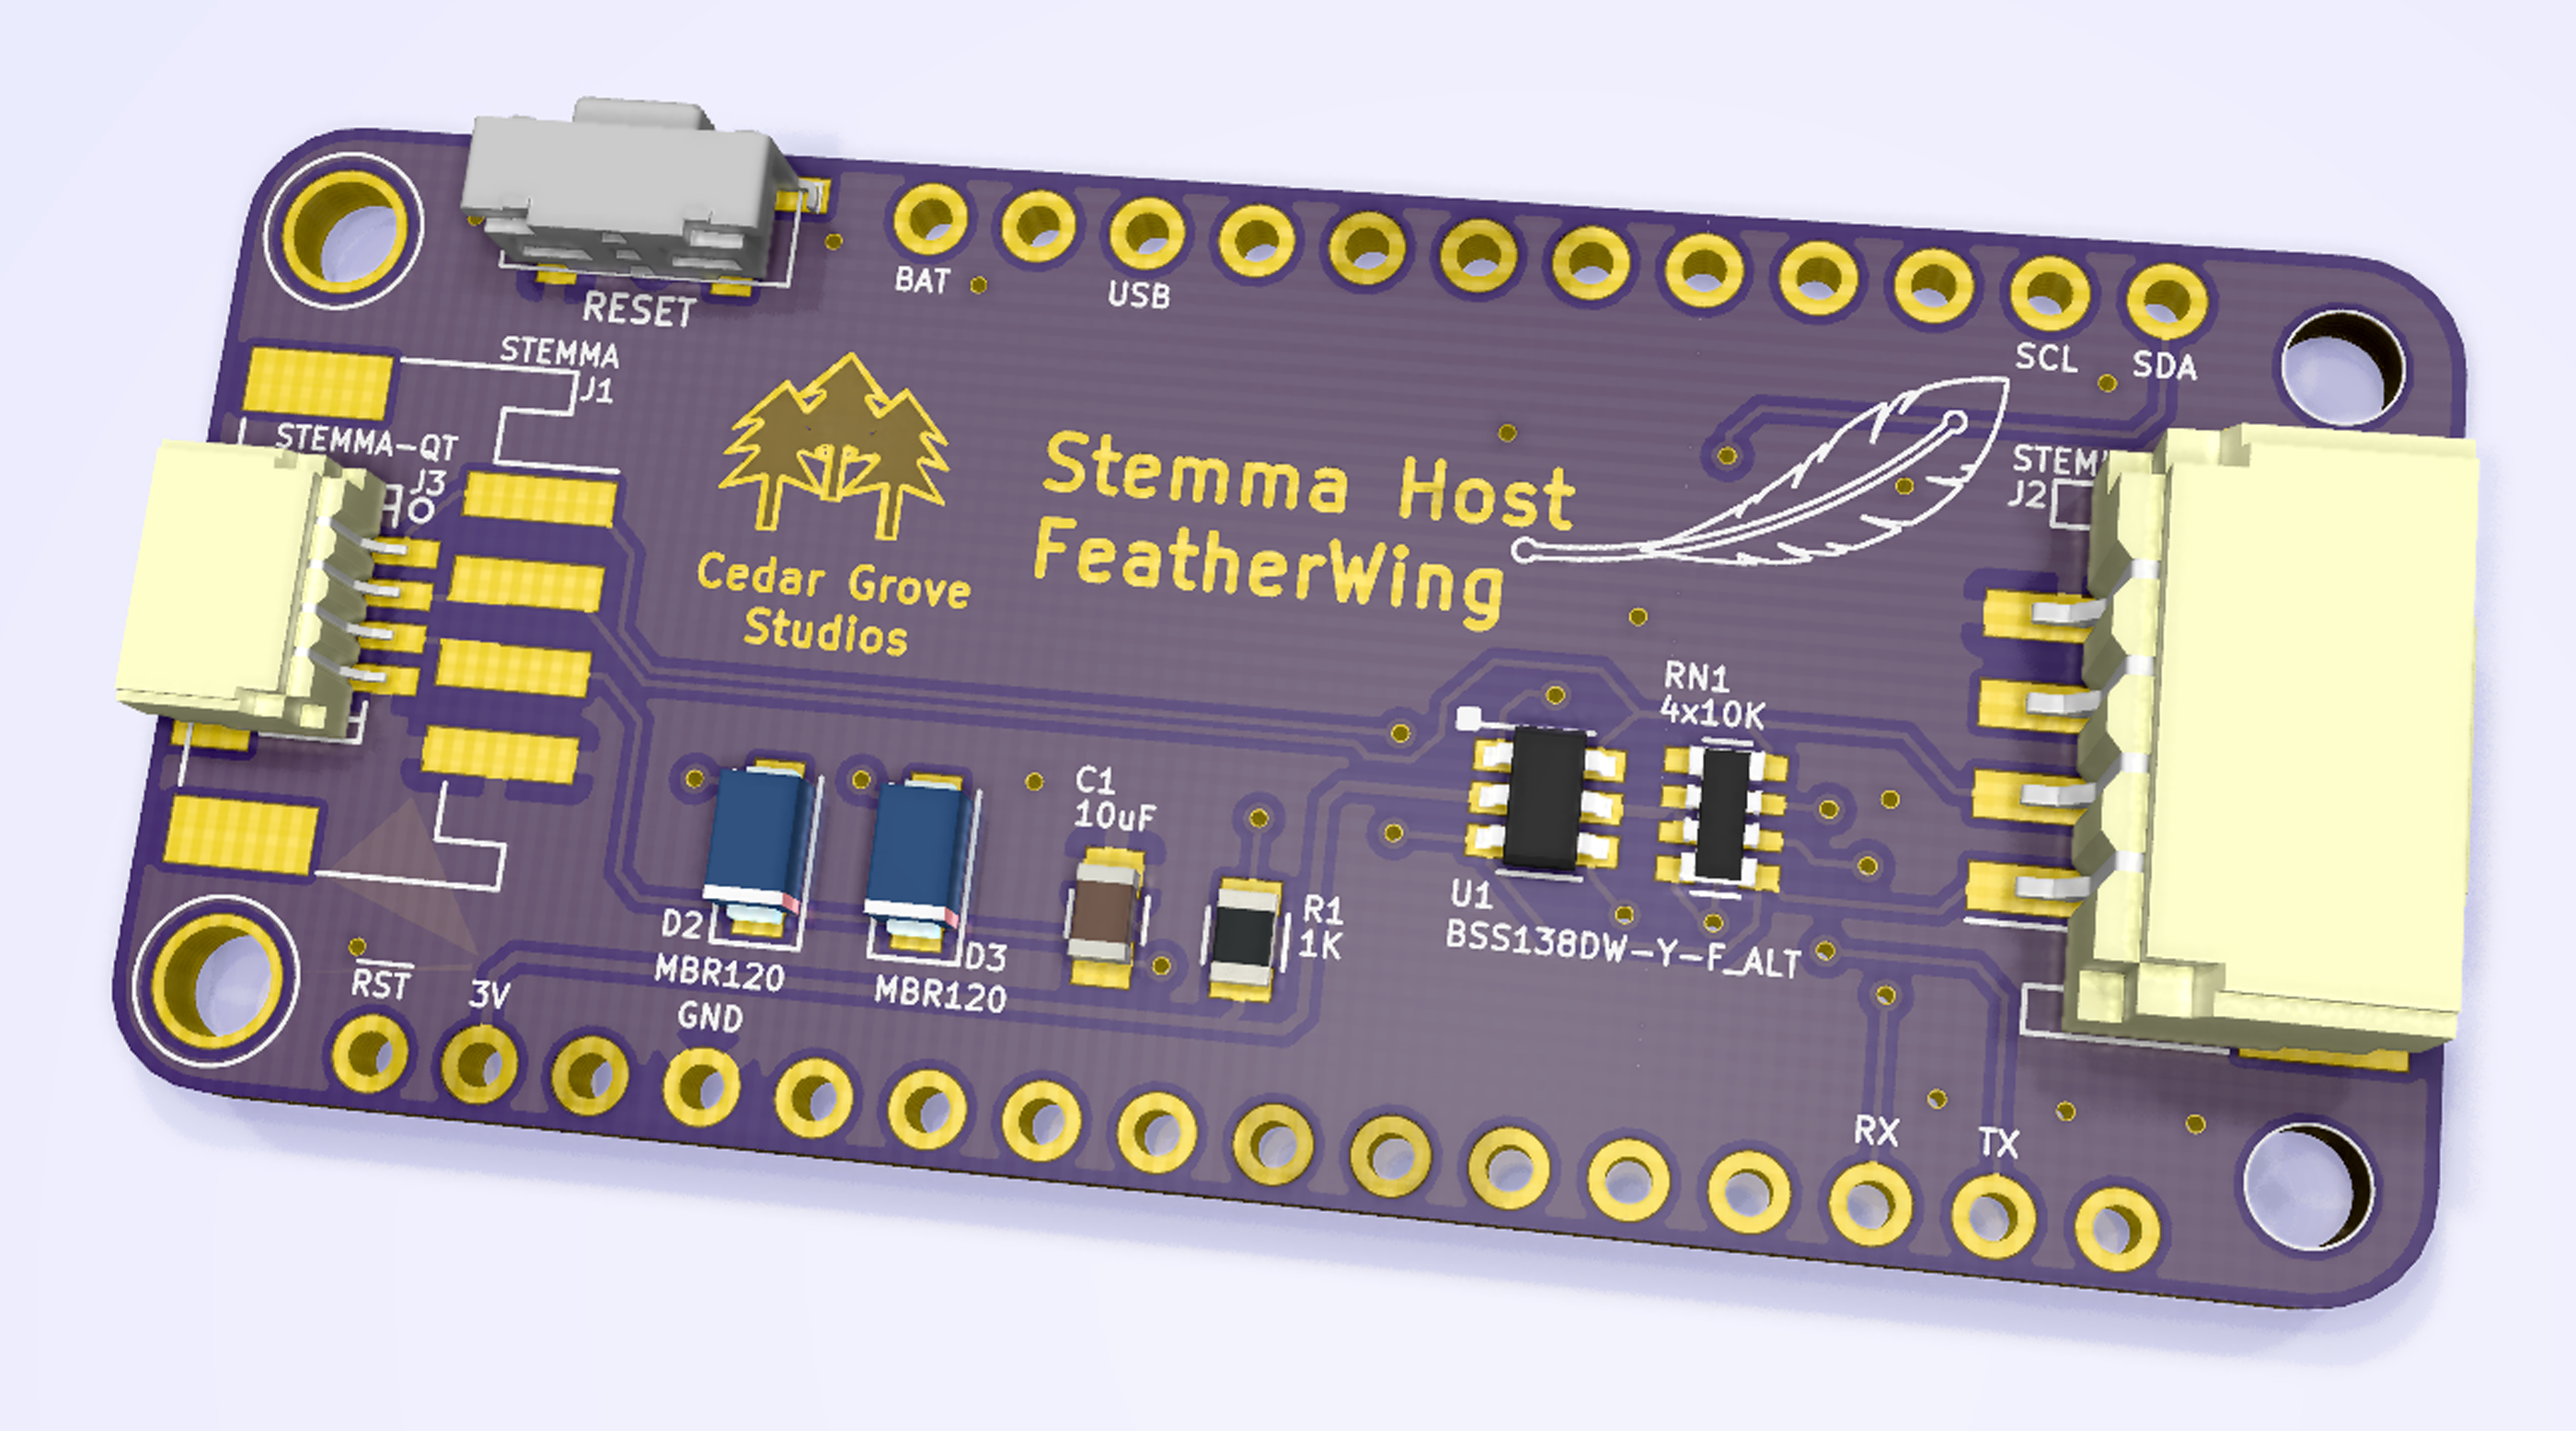 BAT
USB
RESET
SCL
SDA
STEMMA
J1
STEMMA-QT
J3
Stemma Host
FeatherWing
J2
Cedar Grove
Studios
RN1
4x10K
C1
10uF
U1
BSS138DW-Y-F_ALT
R1
1K
D2
MBR120
D3
MBR120
RST
3V
GND
RX
TX